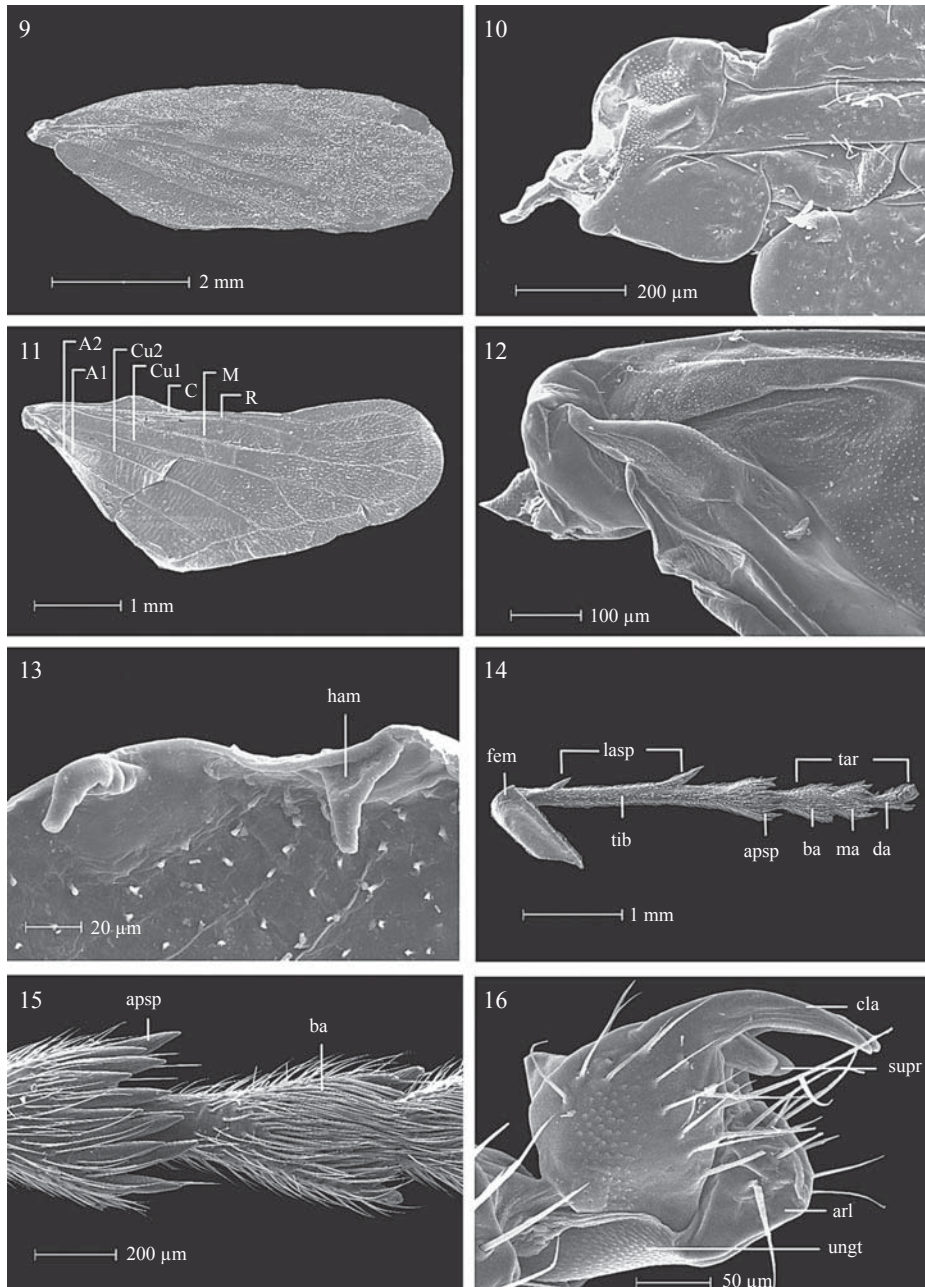 9
2 mm
10
200 µm
11
A2
A1
Cu2
Cu1
C
M
R
1 mm
12
100 µm
13
ham
20 µm
14
fem
lasp
tar
tib
apsp
ba
ma
da
1 mm
15
apsp
ba
200 µm
16
cla
supr
arl
ungt
50 µm